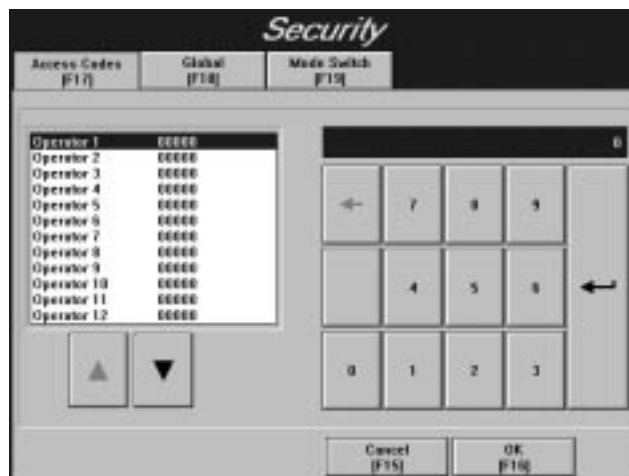 Security
Access Codes [F17]
Global [F18]
Mode Switch [F19]
Operator 1 00000
Operator 2 00000
Operator 3 00000
Operator 4 00000
Operator 5 00000
Operator 6 00000
Operator 7 00000
Operator 8 00000
Operator 9 00000
Operator 10 00000
Operator 11 00000
Operator 12 00000
0
7 8 9
4 5 6
0 1 2 3
Cancel [F15]
OK [F16]